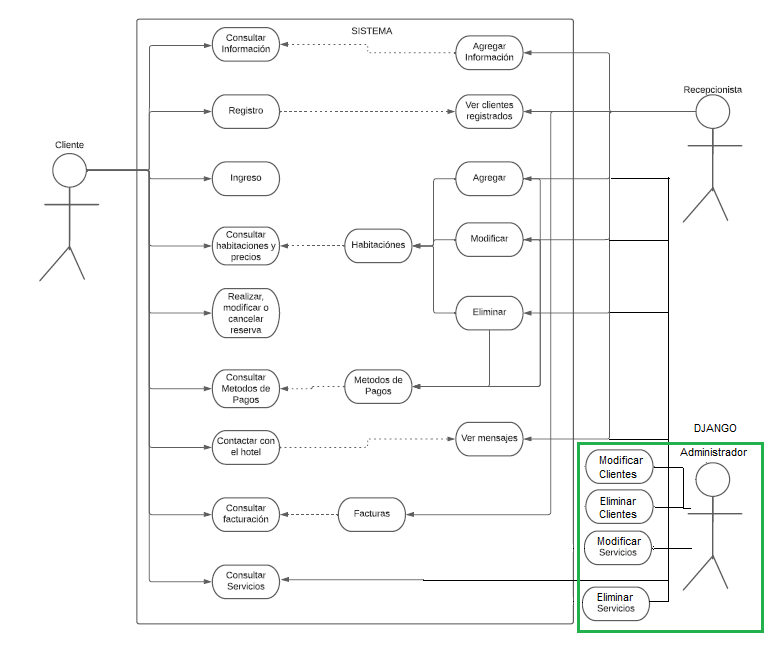 SISTEMA
Consultar
Información
Agregar
Información
Recepcionista
Registro
Ver clientes
registrados
Cliente
Ingreso
Agregar
Consultar
habitaciones y
precios
Habitaciónes
Modificar
Realizar,
modificar o
cancelar
reserva
Eliminar
Consultar
Metodos de
Pagos
Metodos de
Pagos
Contactar con
el hotel
Ver mensajes
DJANGO
Administrador
Modificar
Clientes
Eliminar
Clientes
Consultar
facturación
Facturas
Modificar
Servicios
Consultar
Servicios
Eliminar
Servicios